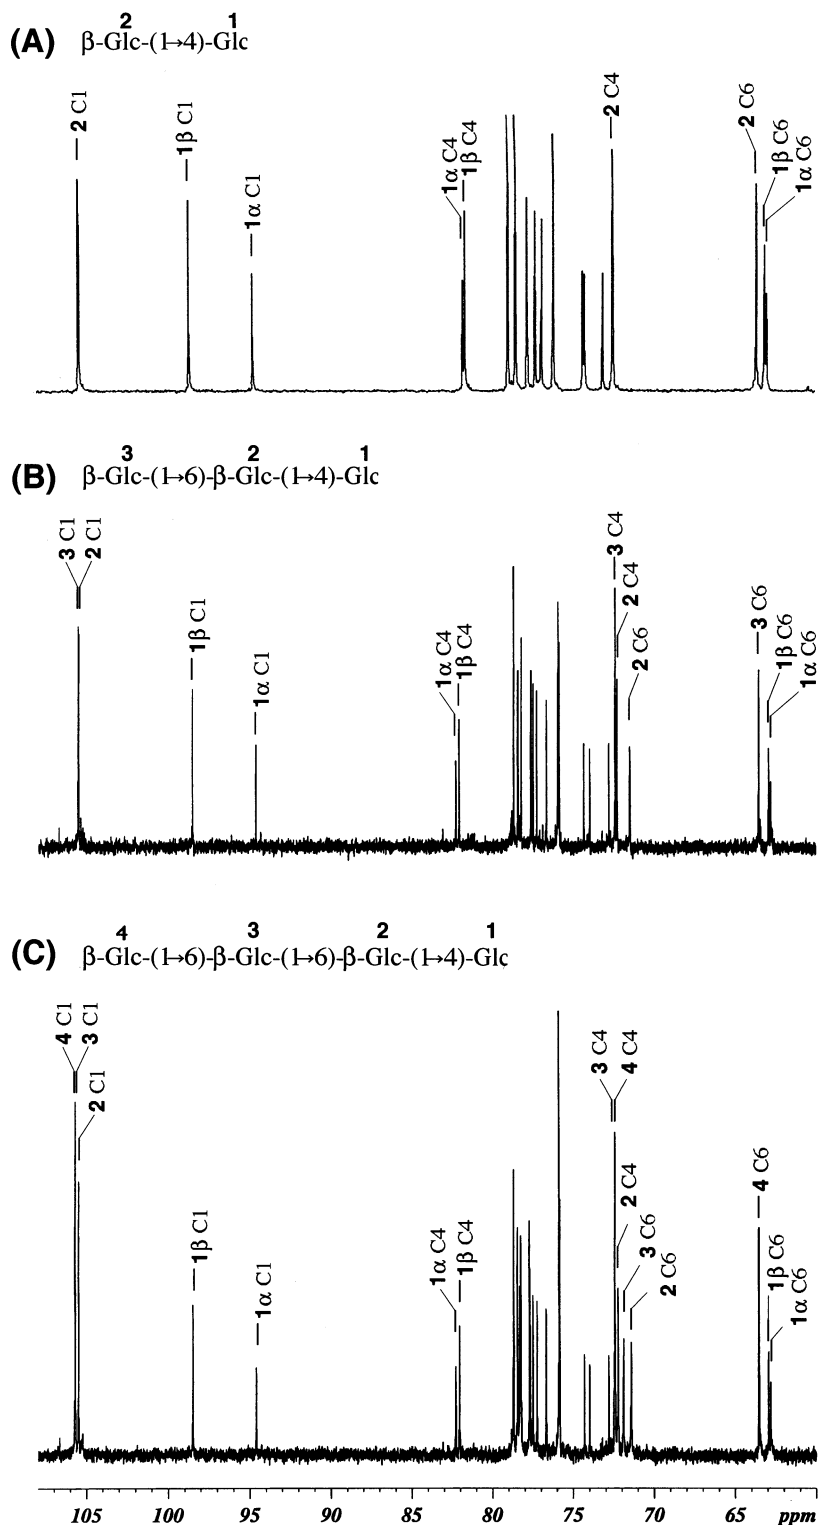 2 1
(A) β-Glc-(1→4)-Glc
2 C1
1β C1
1α C1
1α C4
1β C4
2 C4
2 C6
1β C6
1α C6
3 2 1
(B) β-Glc-(1→6)-β-Glc-(1→4)-Glc
3 C1
2 C1
1β C1
1α C1
1α C4
1β C4
3 C4
2 C4
2 C6
3 C6
1β C6
1α C6
4 3 2 1
(C) β-Glc-(1→6)-β-Glc-(1→6)-β-Glc-(1→4)-Glc
4 C1
3 C1
2 C1
1β C1
1α C1
1α C4
1β C4
3 C4
4 C4
2 C4
3 C6
2 C6
4 C6
1β C6
1α C6
105 100 95 90 85 80 75 70 65 ppm